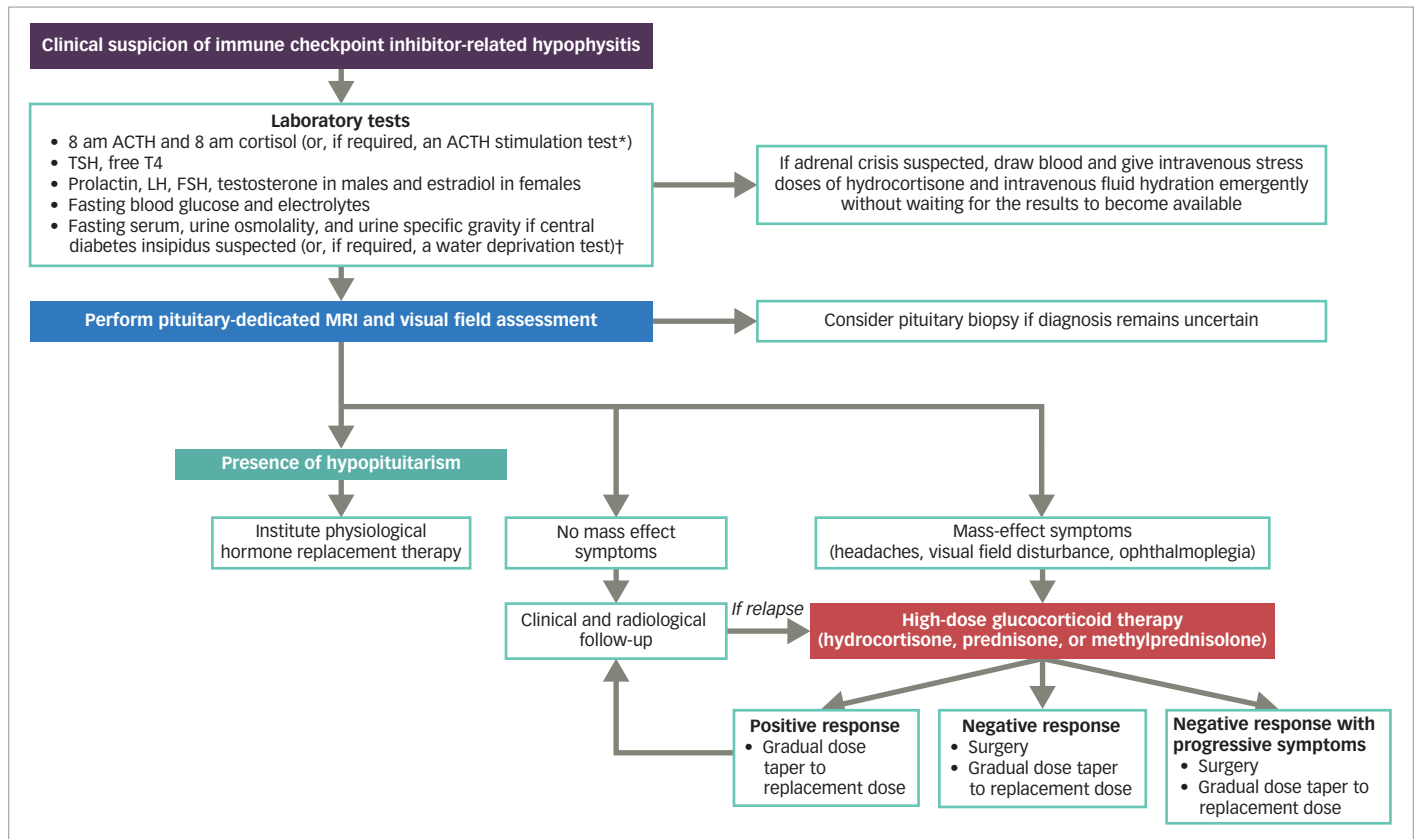 Clinical suspicion of immune checkpoint inhibitor-related hypophysitis
Laboratory tests
• 8 am ACTH and 8 am cortisol (or, if required, an ACTH stimulation test*)
• TSH, free T4
• Prolactin, LH, FSH, testosterone in males and estradiol in females
• Fasting blood glucose and electrolytes
• Fasting serum, urine osmolality, and urine specific gravity if central
diabetes insipidus suspected (or, if required, a water deprivation test)†
If adrenal crisis suspected, draw blood and give intravenous stress
doses of hydrocortisone and intravenous fluid hydration emergently
without waiting for the results to become available
Perform pituitary-dedicated MRI and visual field assessment
Consider pituitary biopsy if diagnosis remains uncertain
Presence of hypopituitarism
Institute physiological
hormone replacement therapy
No mass effect
symptoms
Mass-effect symptoms
(headaches, visual field disturbance, ophthalmoplegia)
Clinical and radiological
follow-up
If relapse
High-dose glucocorticoid therapy
(hydrocortisone, prednisone, or methylprednisolone)
Positive response
• Gradual dose
taper to
replacement dose
Negative response
• Surgery
• Gradual dose taper
to replacement dose
Negative response with
progressive symptoms
• Surgery
• Gradual dose taper to
replacement dose